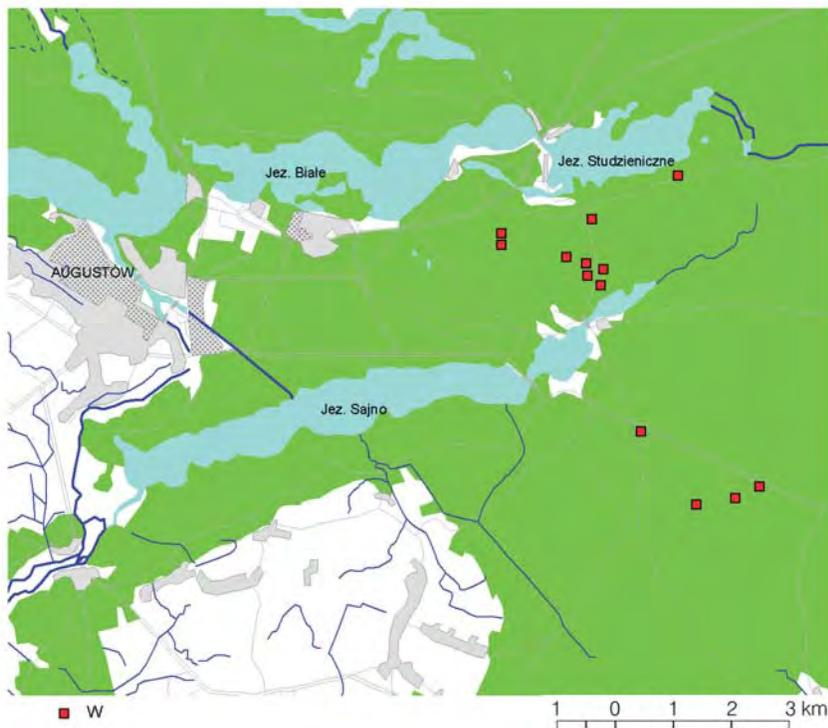 Jez. Białe
Jez. Studzieniczne
AUGUSTÓW
Jez. Sajno
W
1 0 1 2 3 km